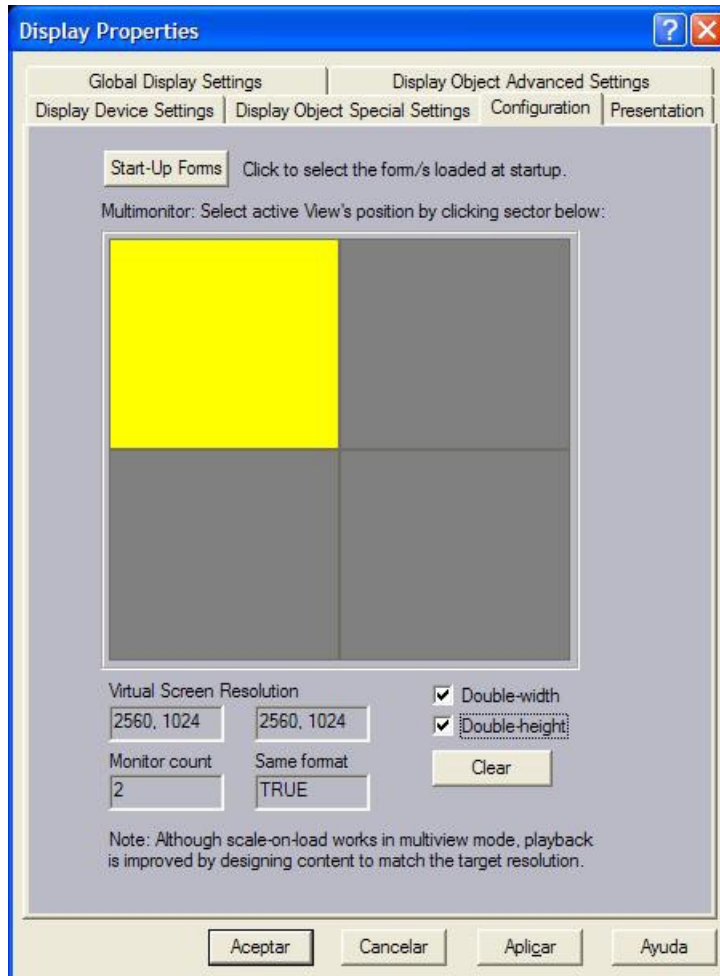 Display Properties
Global Display Settings
Display Object Advanced Settings
Display Device Settings
Display Object Special Settings
Configuration
Presentation
Start-Up Forms
Click to select the form/s loaded at startup.
Multimonitor: Select active View's position by clicking sector below:
Virtual Screen Resolution
2560, 1024
2560, 1024
Double-width
Double-height
Monitor count
Same format
Clear
2
TRUE
Note: Although scale-on-load works in multiview mode, playback
is improved by designing content to match the target resolution.
Aceptar
Cancelar
Aplicar
Ayuda